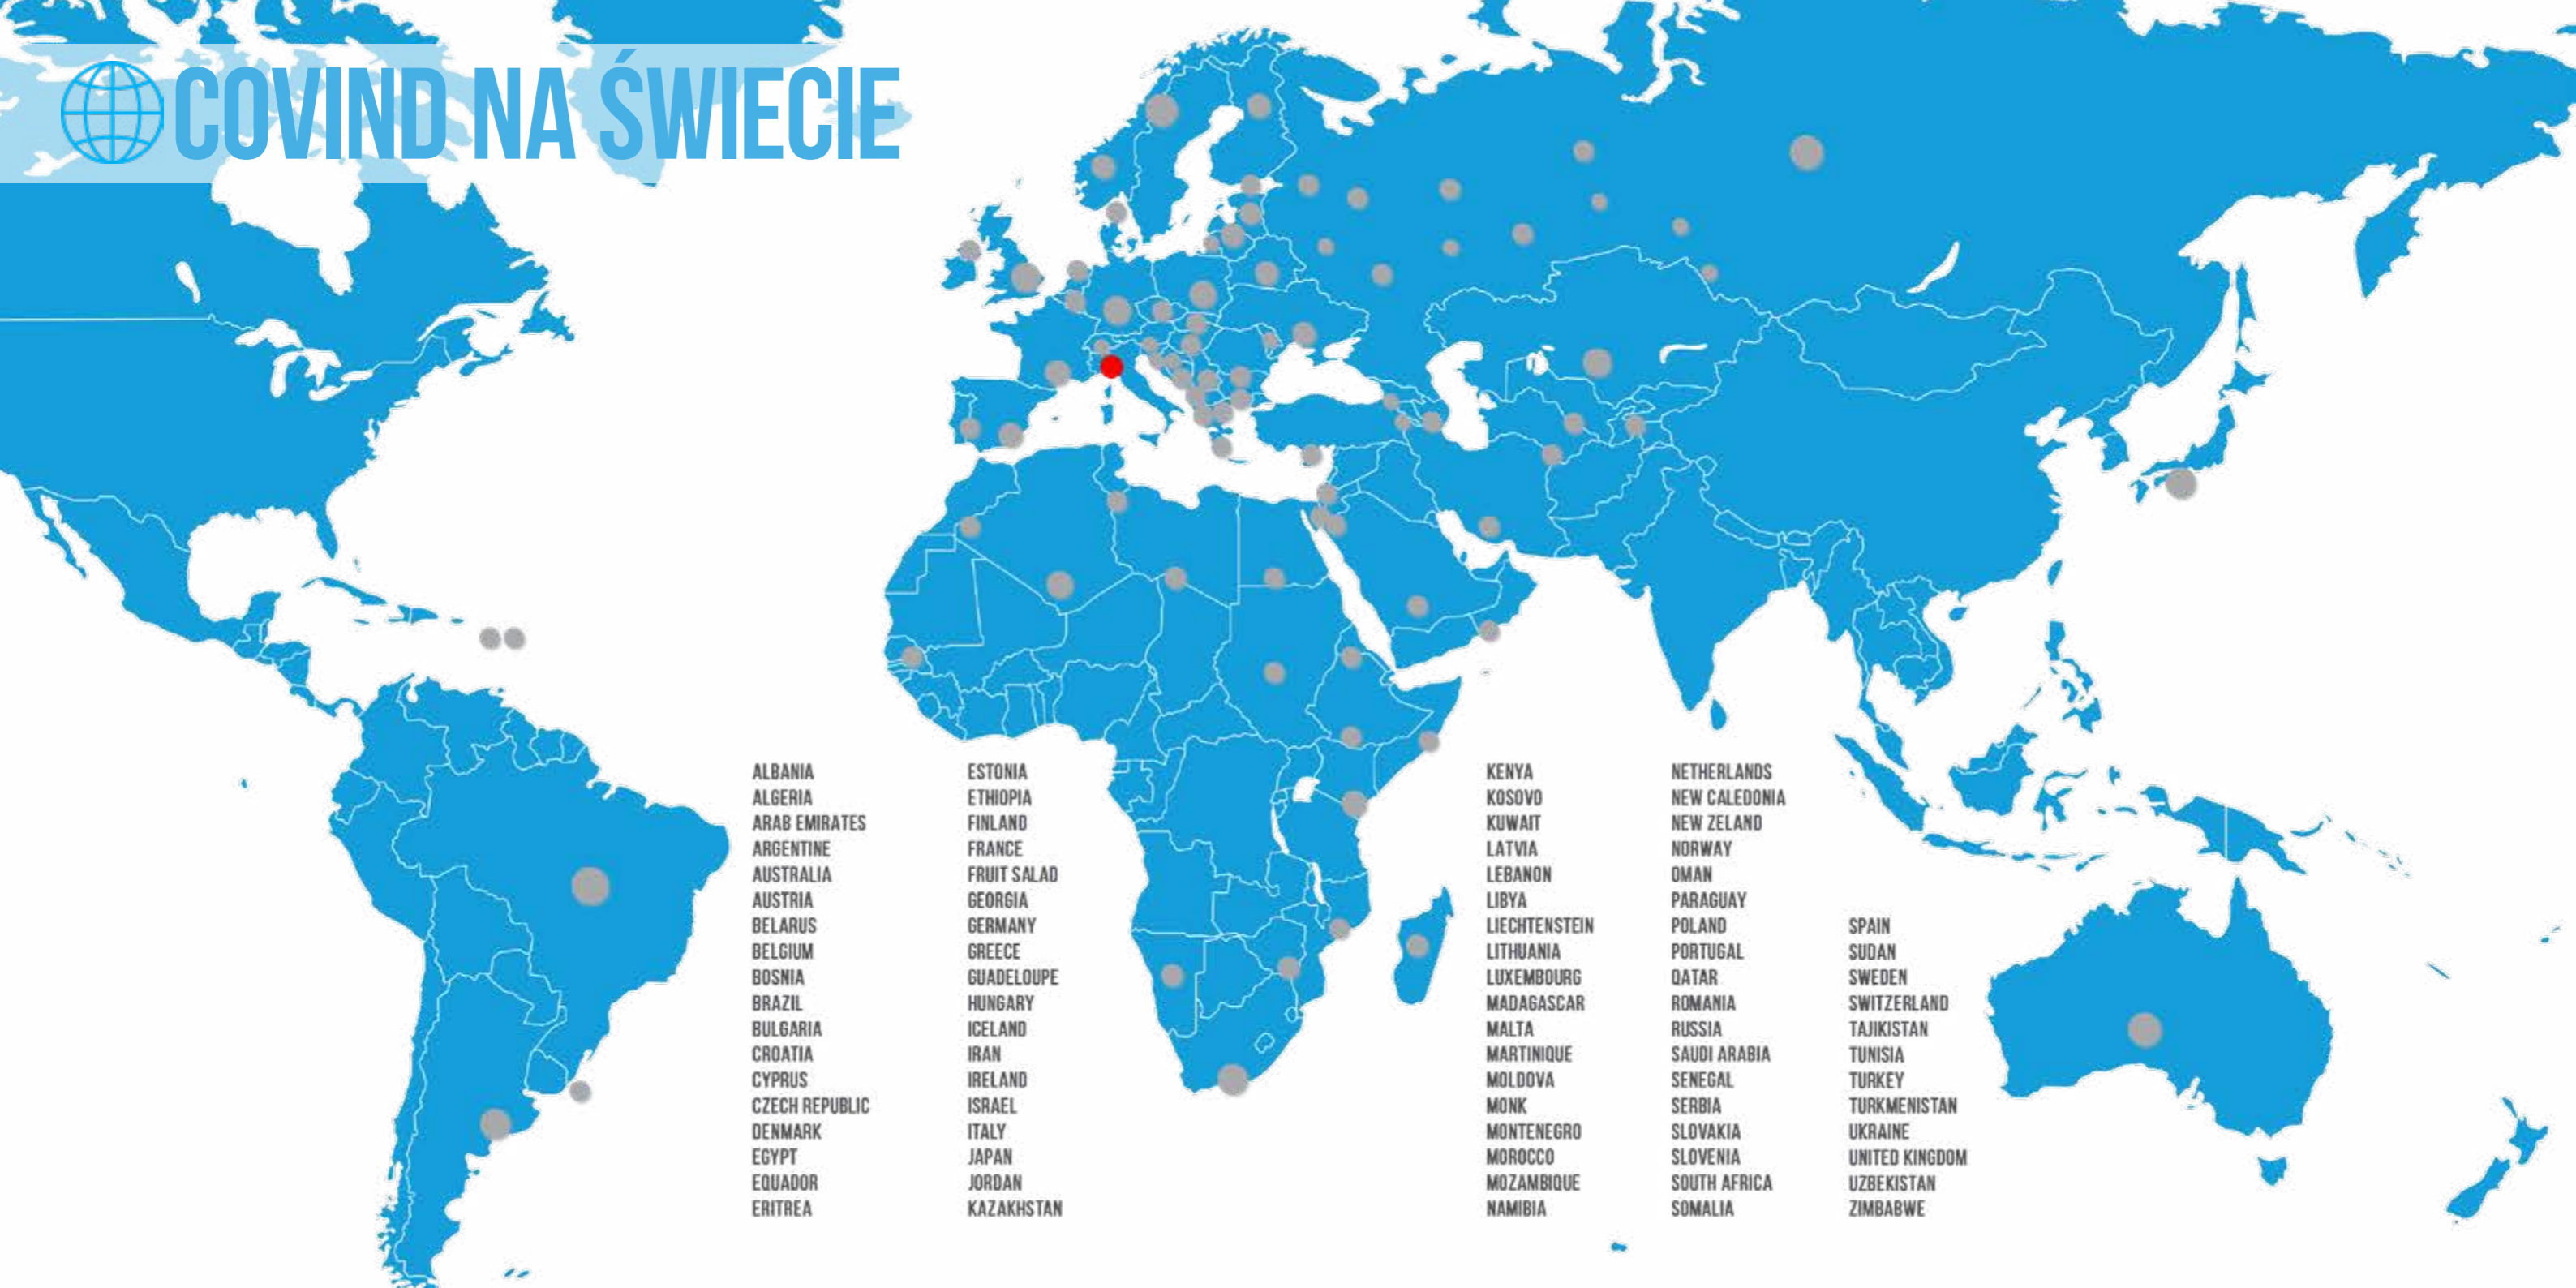 COVIND NA ŚWIECIE
ALBANIA
ALGERIA
ARAB EMIRATES
ARGENTINE
AUSTRALIA
AUSTRIA
BELARUS
BELGIUM
BOSNIA
BRAZIL
BULGARIA
CROATIA
CYPRUS
CZECH REPUBLIC
DENMARK
EGYPT
EQUADOR
ERITREA
ESTONIA
ETHIOPIA
FINLAND
FRANCE
FRUIT SALAD
GEORGIA
GERMANY
GREECE
GUADELOUPE
HUNGARY
ICELAND
IRAN
IRELAND
ISRAEL
ITALY
JAPAN
JORDAN
KAZAKHSTAN
KENYA
KOSOVO
KUWAIT
LATVIA
LEBANON
LIBYA
LIECHTENSTEIN
LITHUANIA
LUXEMBOURG
MADAGASCAR
MALTA
MARTINIQUE
MOLDOVA
MONK
MONTENEGRO
MOROCCO
MOZAMBIQUE
NAMIBIA
NETHERLANDS
NEW CALEDONIA
NEW ZELAND
NORWAY
OMAN
PARAGUAY
POLAND
PORTUGAL
QATAR
ROMANIA
RUSSIA
SAUDI ARABIA
SENEGAL
SERBIA
SLOVAKIA
SLOVENIA
SOUTH AFRICA
SOMALIA
SPAIN
SUDAN
SWEDEN
SWITZERLAND
TAJIKISTAN
TUNISIA
TURKEY
TURKMENISTAN
UKRAINE
UNITED KINGDOM
UZBEKISTAN
ZIMBABWE